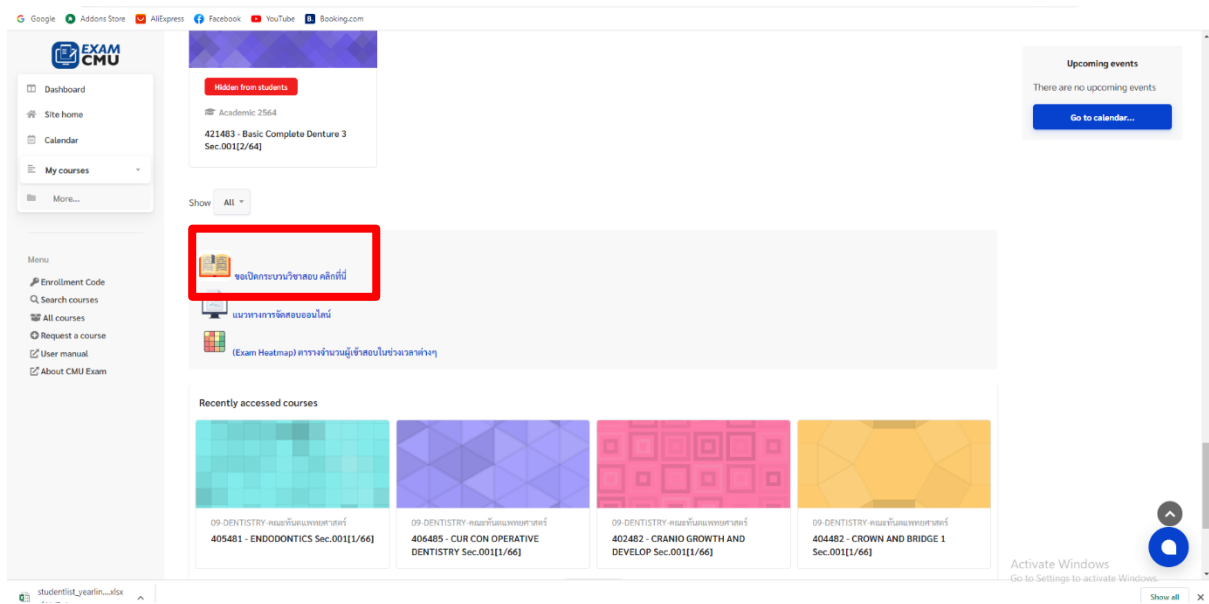 Google Addons Store AliExpress Facebook YouTube Booking.com
EXAM
CMU
Dashboard
Site home
Calendar
My courses
More...
Menu
Enrollment Code
Search courses
All courses
Request a course
User manual
About CMU Exam
Hidden from students
Academic 2564
421483 - Basic Complete Denture 3
Sec.001[2/64]
Show All
ขอเปิดกระบวนวิชาสอบ คลิกที่นี่
แนวทางการจัดสอบออนไลน์
(Exam Heatmap) ตารางจำนวนผู้เข้าสอบในช่วงเวลาต่างๆ
Recently accessed courses
09-DENTISTRY-คณะทันตแพทยศาสตร์
405481 - ENDODONTICS Sec.001[1/66]
09-DENTISTRY-คณะทันตแพทยศาสตร์
406485 - CUR CON OPERATIVE
DENTISTRY Sec.001[1/66]
09-DENTISTRY-คณะทันตแพทยศาสตร์
402482 - CRANIO GROWTH AND
DEVELOP Sec.001[1/66]
09-DENTISTRY-คณะทันตแพทยศาสตร์
404482 - CROWN AND BRIDGE 1
Sec.001[1/66]
Upcoming events
There are no upcoming events
Go to calendar...
Activate Windows
Go to Settings to activate Windows.
studentlist_yearlin....xlsx
Show all